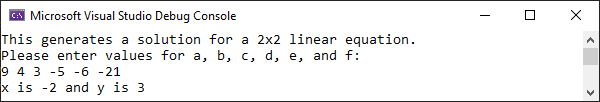 Microsoft Visual Studio Debug Console
This generates a solution for a 2x2 linear equation.
Please enter values for a, b, c, d, e, and f:
9 4 3 -5 -6 -21
x is -2 and y is 3